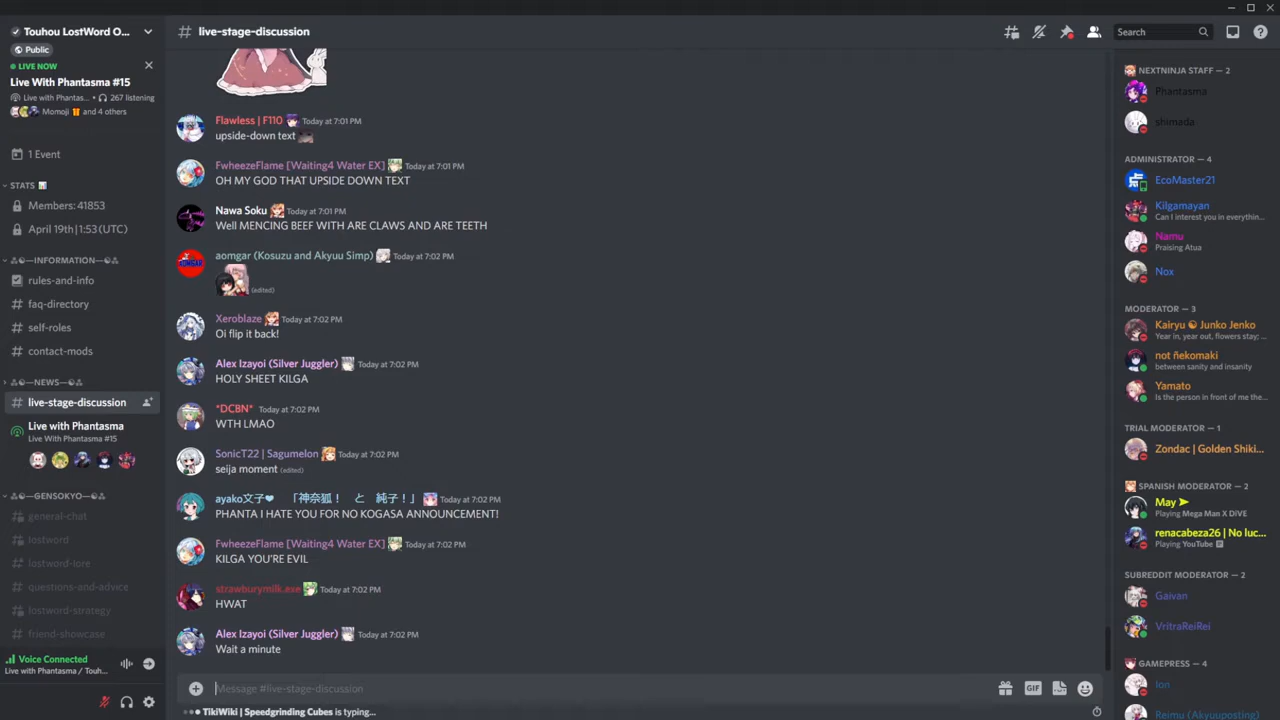 Touhou LostWord O...
Public
LIVE NOW
Live With Phantasma #15
Live with Phantas... • 267 listening
Momoji and 4 others
1 Event
STATS
Members: 41853
April 19th|1:53(UTC)
INFORMATION
rules-and-info
faq-directory
self-roles
contact-mods
NEWS
live-stage-discussion
Live with Phantasma
Live With Phantasma #15
GENSOKYO
general-chat
lostword
lostword-lore
questions-and-advice
lostword-strategy
friend-showcase
Voice Connected
Live with Phantasma / Touh...
# live-stage-discussion
Flawless | F110 Today at 7:01 PM
upside-down text
FwheezeFlame [Waiting4 Water EX] Today at 7:01 PM
OH MY GOD THAT UPSIDE DOWN TEXT
Nawa Soku Today at 7:01 PM
Well MENCING BEEF WITH ARE CLAWS AND ARE TEETH
aomgar (Kosuzu and Akyuu Simp) Today at 7:02 PM
(edited)
Xeroblaze Today at 7:02 PM
Oi flip it back!
Alex Izayoi (Silver Juggler) Today at 7:02 PM
HOLY SHEET KILGA
*DCBN* Today at 7:02 PM
WTH LMAO
SonicT22 | Sagumelon Today at 7:02 PM
seija moment (edited)
ayako文子❤ 「神奈狐! と 純子!」 Today at 7:02 PM
PHANTA I HATE YOU FOR NO KOGASA ANNOUNCEMENT!
FwheezeFlame [Waiting4 Water EX] Today at 7:02 PM
KILGA YOU'RE EVIL
strawburymilk.exe Today at 7:02 PM
HWAT
Alex Izayoi (Silver Juggler) Today at 7:02 PM
Wait a minute
Message #live-stage-discussion
GIF
TikiWiki | Speedgrinding Cubes is typing...
Search
NEXTNINJA STAFF — 2
Phantasma
shimada
ADMINISTRATOR — 4
EcoMaster21
Kilgamayan
Can I interest you in everythin...
Namu
Praising Atua
Nox
MODERATOR — 3
Kairyu ☯ Junko Jenko
Year in, year out, flowers stay; ...
not ñekomaki
between sanity and insanity
Yamato
Is the person in front of me the...
TRIAL MODERATOR — 1
Zondac | Golden Shiki...
SPANISH MODERATOR — 2
May ➤
Playing Mega Man X DiVE
renacabeza26 | No luc...
Playing YouTube
SUBREDDIT MODERATOR — 2
Gaivan
VritraReiRei
GAMEPRESS — 4
Ion
Reimu (Akyuuposting)